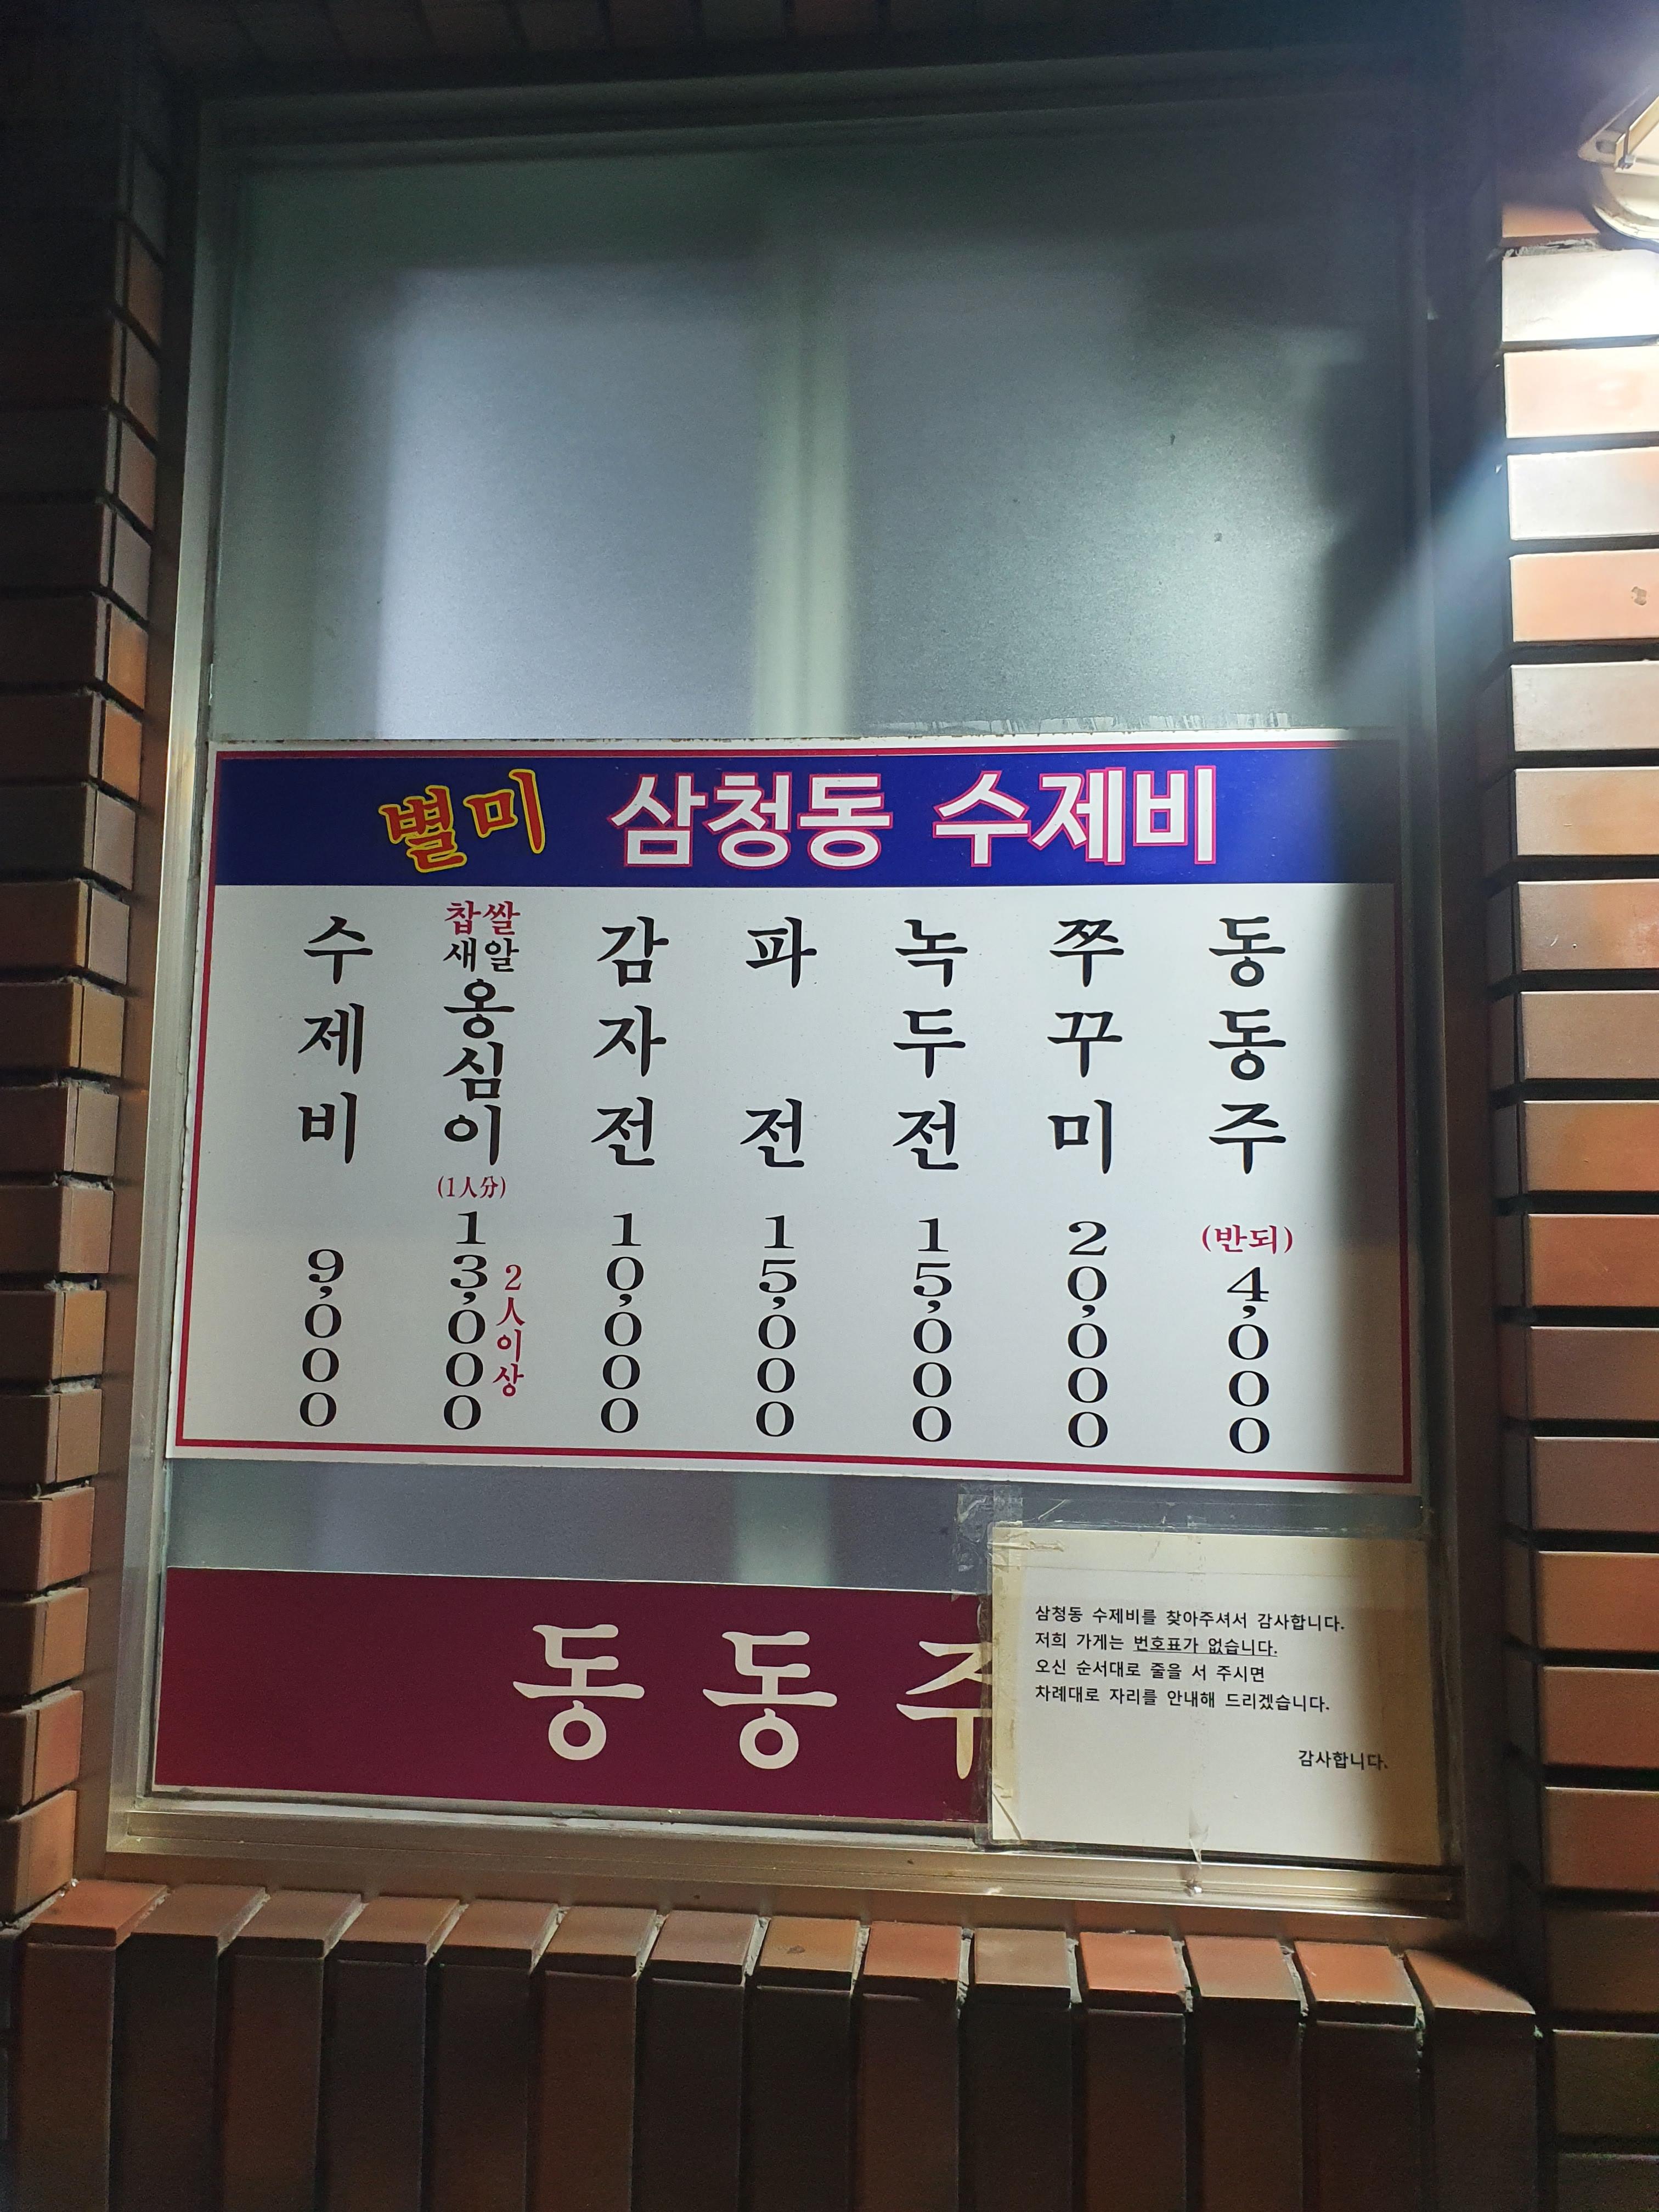 별미 삼청동 수제비
수제비 9,000
찹쌀 새알 옹심이 (1人分) 13,000 2人이상
감자전 10,000
파전 15,000
녹두전 15,000
쭈꾸미 20,000
동동주 (반되) 4,000
동동주
삼청동 수제비를 찾아주셔서 감사합니다.
저희 가게는 번호표가 없습니다.
오신 순서대로 줄을 서 주시면
차례대로 자리를 안내해 드리겠습니다.
감사합니다.